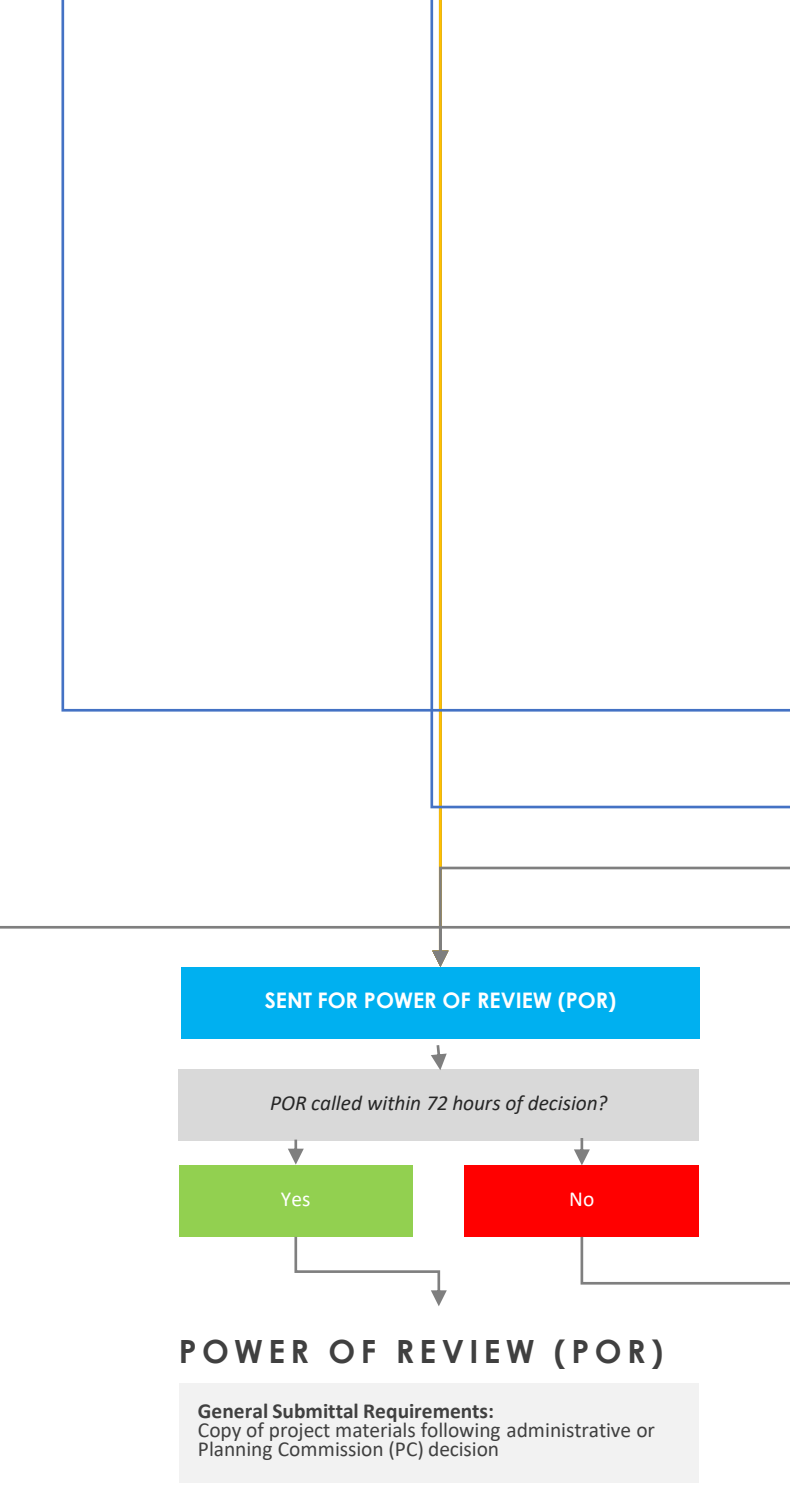 SENT FOR POWER OF REVIEW (POR)
POR called within 72 hours of decision?
Yes
No
POWER OF REVIEW (POR)
General Submittal Requirements:
Copy of project materials following administrative or
Planning Commission (PC) decision